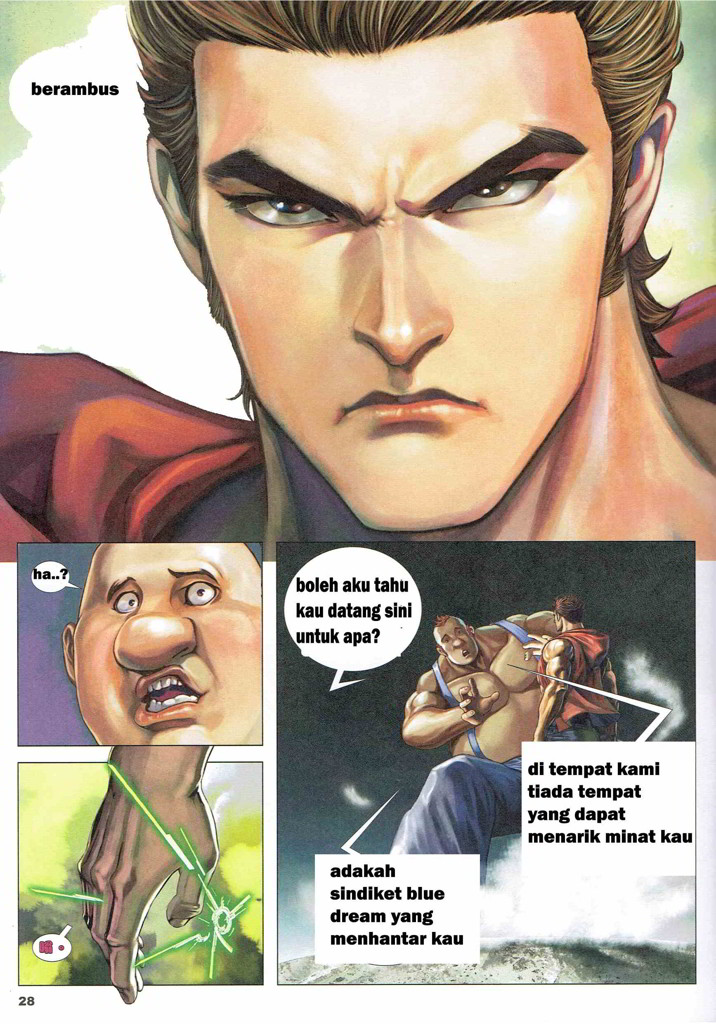 berambus
ha..?
boleh aku tahu
kau datang sini
untuk apa?
di tempat kami
tiada tempat
yang dapat
menarik minat kau
adakah
sindiket blue
dream yang
menhantar kau
28